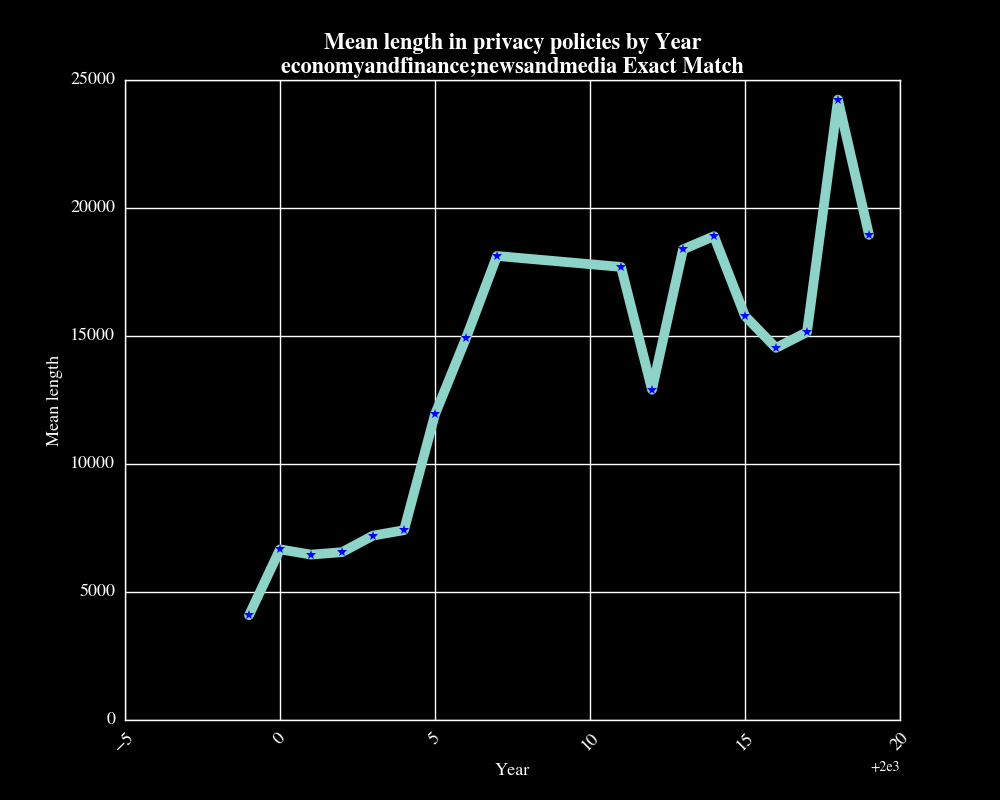 Mean length in privacy policies by Year
economyandfinance;newsandmedia Exact Match
25000
20000
15000
10000
5000
0
Mean length
−5
0
5
10
15
20
Year
+2e3